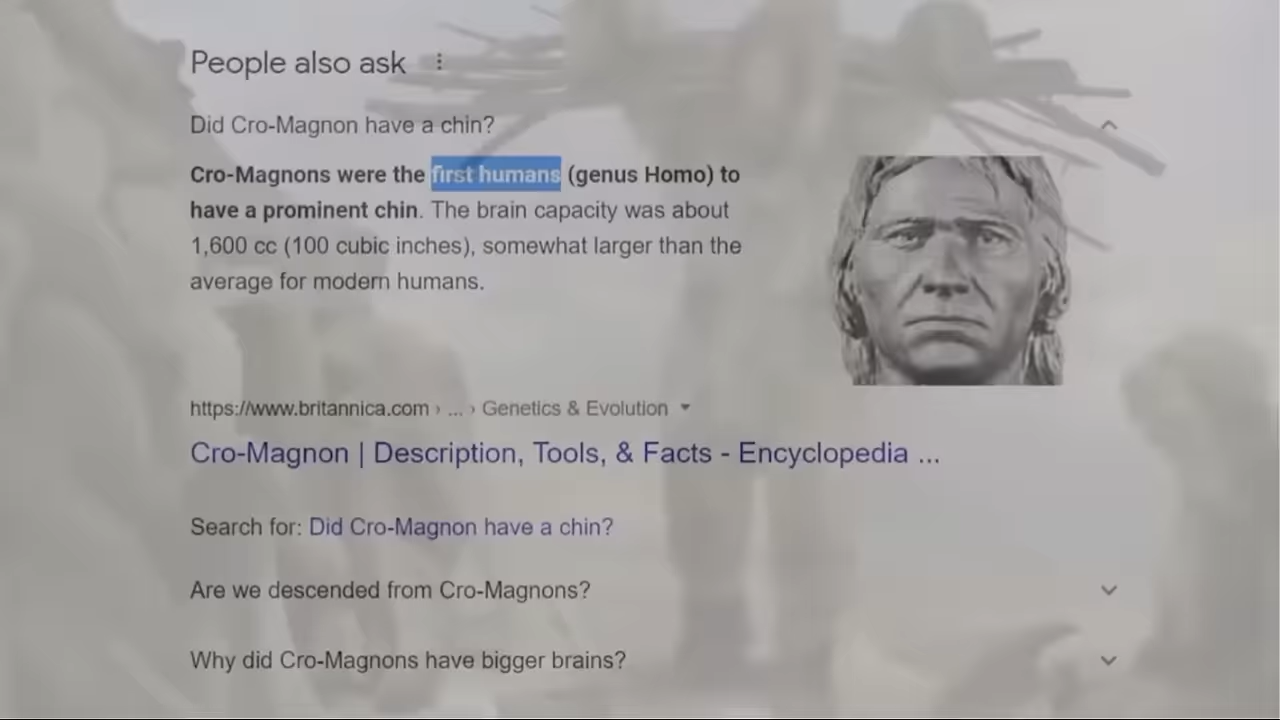 People also ask
Did Cro-Magnon have a chin?
Cro-Magnons were the first humans (genus Homo) to
have a prominent chin. The brain capacity was about
1,600 cc (100 cubic inches), somewhat larger than the
average for modern humans.
https://www.britannica.com › ... › Genetics & Evolution
Cro-Magnon | Description, Tools, & Facts - Encyclopedia ...
Search for: Did Cro-Magnon have a chin?
Are we descended from Cro-Magnons?
Why did Cro-Magnons have bigger brains?